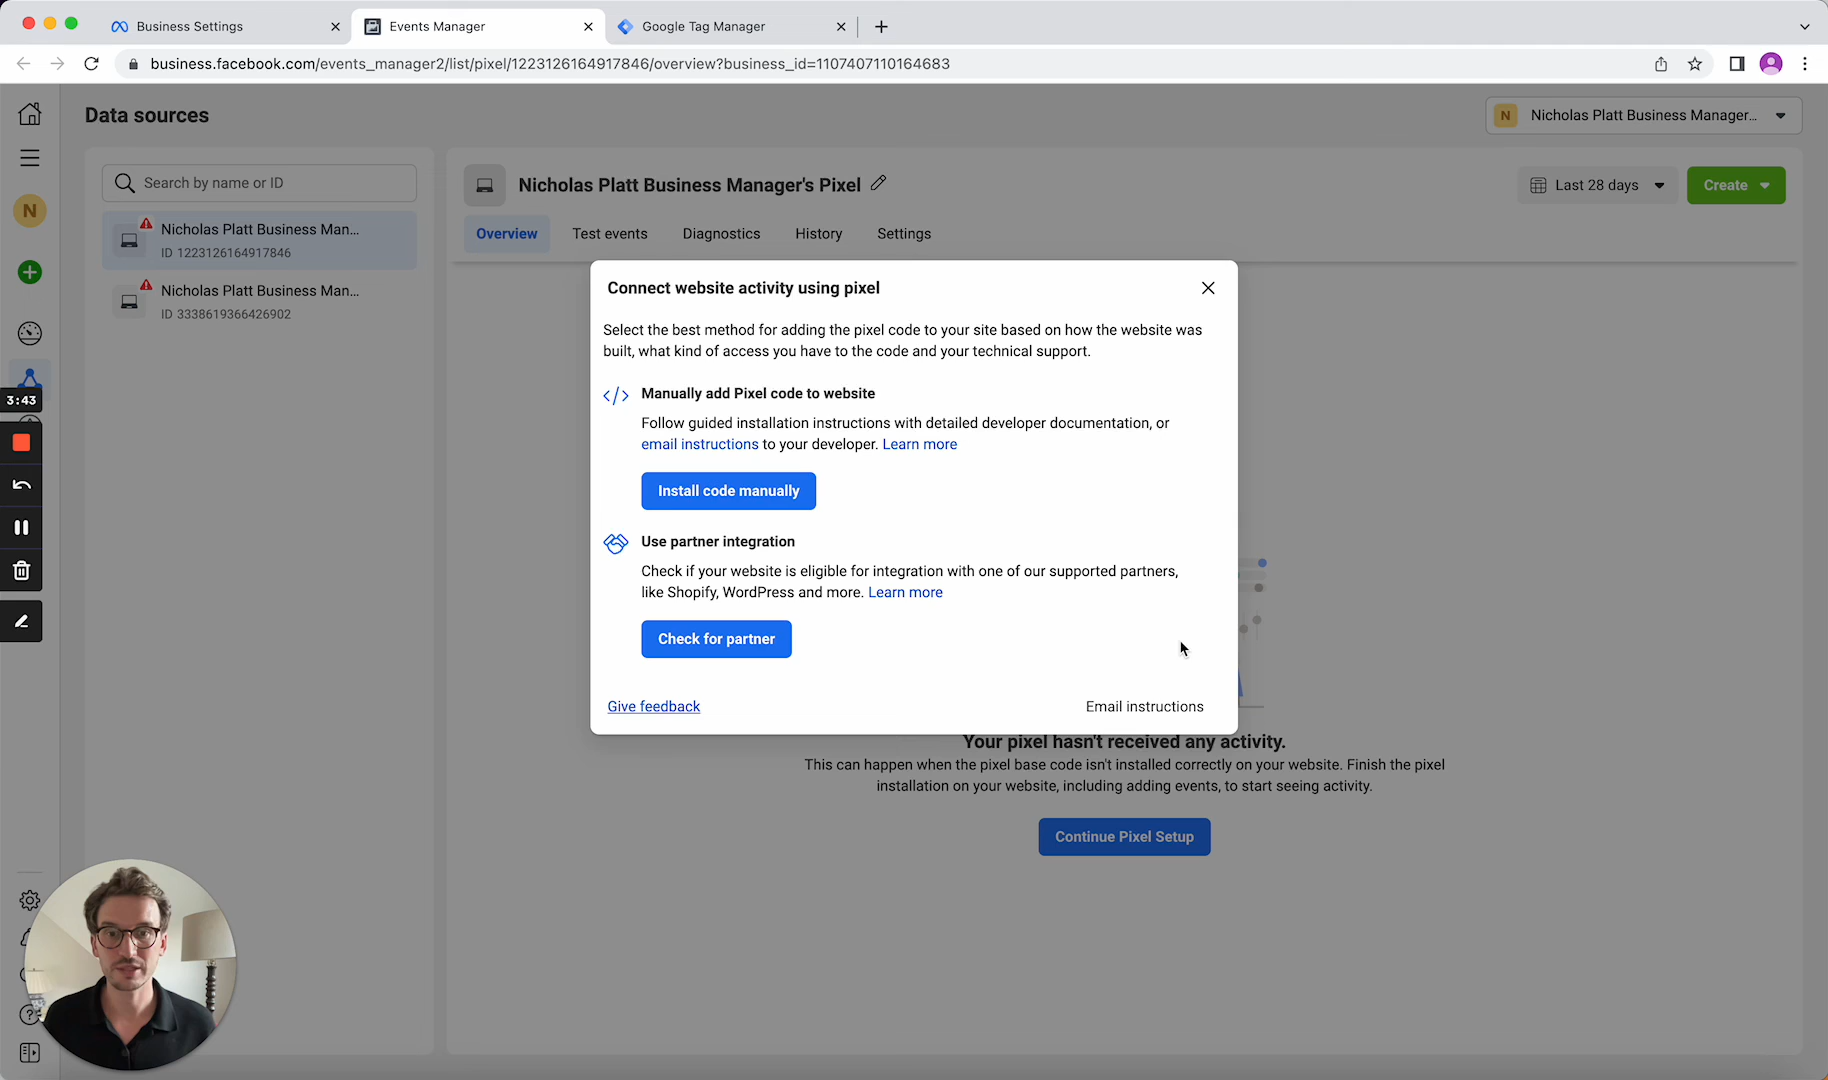 Business Settings
Events Manager
Google Tag Manager
business.facebook.com/events_manager2/list/pixel/1223126164917846/overview?business_id=1107407110164683
Data sources
N
Nicholas Platt Business Manager...
Search by name or ID
Nicholas Platt Business Manager's Pixel
Last 28 days
Create
N
Nicholas Platt Business Man...
ID 1223126164917846
Overview
Test events
Diagnostics
History
Settings
Nicholas Platt Business Man...
ID 3338619366426902
Connect website activity using pixel
Select the best method for adding the pixel code to your site based on how the website was
built, what kind of access you have to the code and your technical support.
3:43
Manually add Pixel code to website
Follow guided installation instructions with detailed developer documentation, or
email instructions to your developer. Learn more
Install code manually
Use partner integration
Check if your website is eligible for integration with one of our supported partners,
like Shopify, WordPress and more. Learn more
Check for partner
Give feedback
Email instructions
Your pixel hasn't received any activity.
This can happen when the pixel base code isn't installed correctly on your website. Finish the pixel
installation on your website, including adding events, to start seeing activity.
Continue Pixel Setup